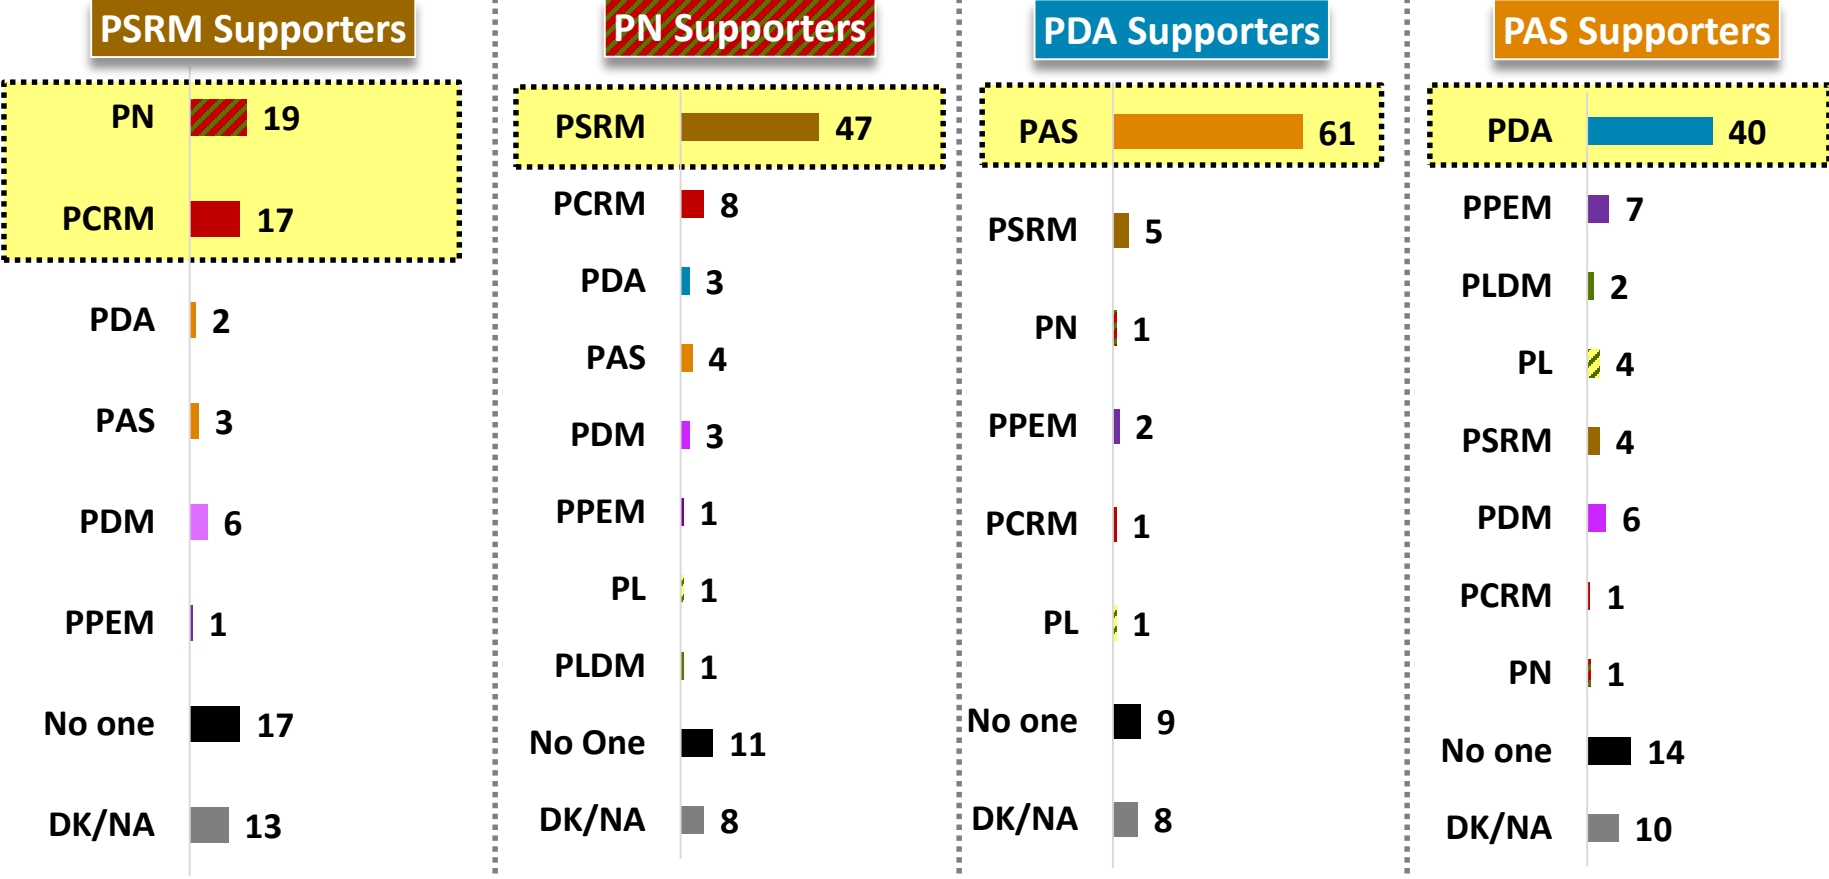 PSRM Supporters
PN 19
PCRM 17
PDA 2
PAS 3
PDM 6
PPEM 1
No one 17
DK/NA 13
PN Supporters
PSRM 47
PCRM 8
PDA 3
PAS 4
PDM 3
PPEM 1
PL 1
PLDM 1
No One 11
DK/NA 8
PDA Supporters
PAS 61
PSRM 5
PN 1
PPEM 2
PCRM 1
PL 1
No one 9
DK/NA 8
PAS Supporters
PDA 40
PPEM 7
PLDM 2
PL 4
PSRM 4
PDM 6
PCRM 1
PN 1
No one 14
DK/NA 10